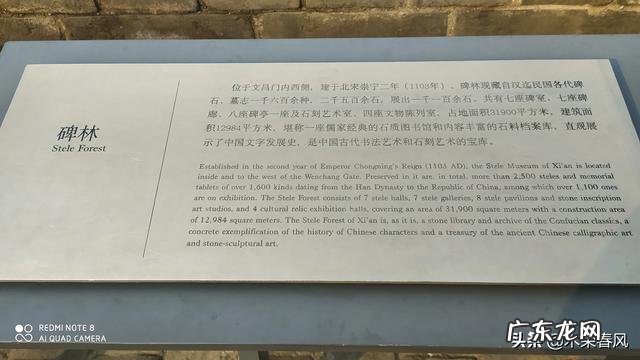 碑林
Stele Forest
位于文昌门内西侧，建于北宋崇宁二年（1103年）。碑林现藏自汉迄民国各代碑
石、墓志一千六百余种，二千五百余石，展出一千一百余石。共有七座碑室、七座碑
廊、八座碑亭一座及石刻艺术室、四座文物陈列室，占地面积31900平方米，建筑面
积12984平方米，堪称一座儒家经典的石质图书馆和内容丰富的石料档案库，直观展
示了中国文字发展史，是中国古代书法艺术和石刻艺术的宝库。
Established in the second year of Emperor Chongning's Reign (1103 AD), the Stele Museum of Xi'an is located
inside and to the west of the Wenchang Gate. Preserved in it are, in total, more than 2,500 steles and memorial
tablets of over 1,600 kinds dating from the Han Dynasty to the Republic of China, among which over 1,100 ones
are on exhibition. The Stele Forest consists of 7 stele halls, 7 stele galleries, 8 stele pavilions and stone inscription
art studios, and 4 cultural relic exhibition halls, covering an area of 31,900 square meters with a construction area
of 12,984 square meters. The Stele Forest of Xi'an is, as it is, a stone library and archive of the Confucian classics, a
concrete exemplification of the history of Chinese characters and a treasury of the ancient Chinese calligraphic art
and stone-sculptural art.
REDMI NOTE 8
AI QUAD CAMERA
头条
春风
广东龙网